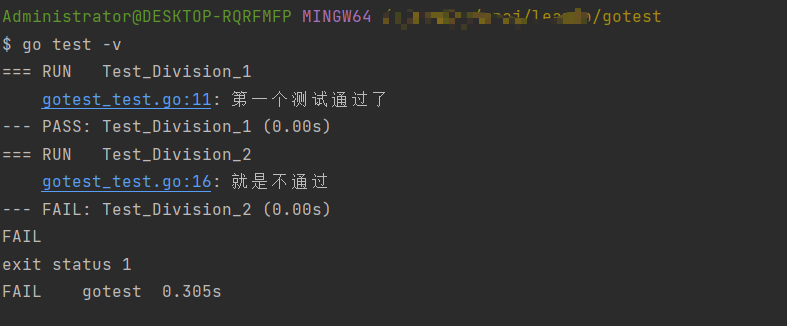 Administrator@DESKTOP-RQRFMFP MINGW64 /gotest
$ go test -v
=== RUN   Test_Division_1
    gotest_test.go:11: 第一个测试通过了
--- PASS: Test_Division_1 (0.00s)
=== RUN   Test_Division_2
    gotest_test.go:16: 就是不通过
--- FAIL: Test_Division_2 (0.00s)
FAIL
exit status 1
FAIL    gotest  0.305s